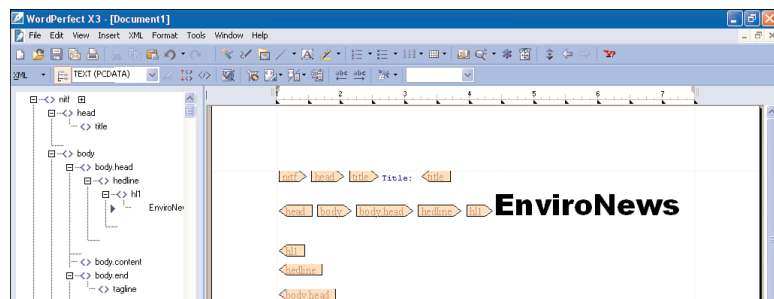 WordPerfect X3 - [Document1]
File Edit View Insert XML Format Tools Window Help
XML TEXT (PCDATA) abc abc
nitf
head
title
body
body.head
hedline
hl1
EnviroNe
body.content
body.end
tagline
1 2 3 4 5 6 7
nitf head title Title: title
head body body.head hedline hl1 EnviroNews
hl1
hedline
body.head